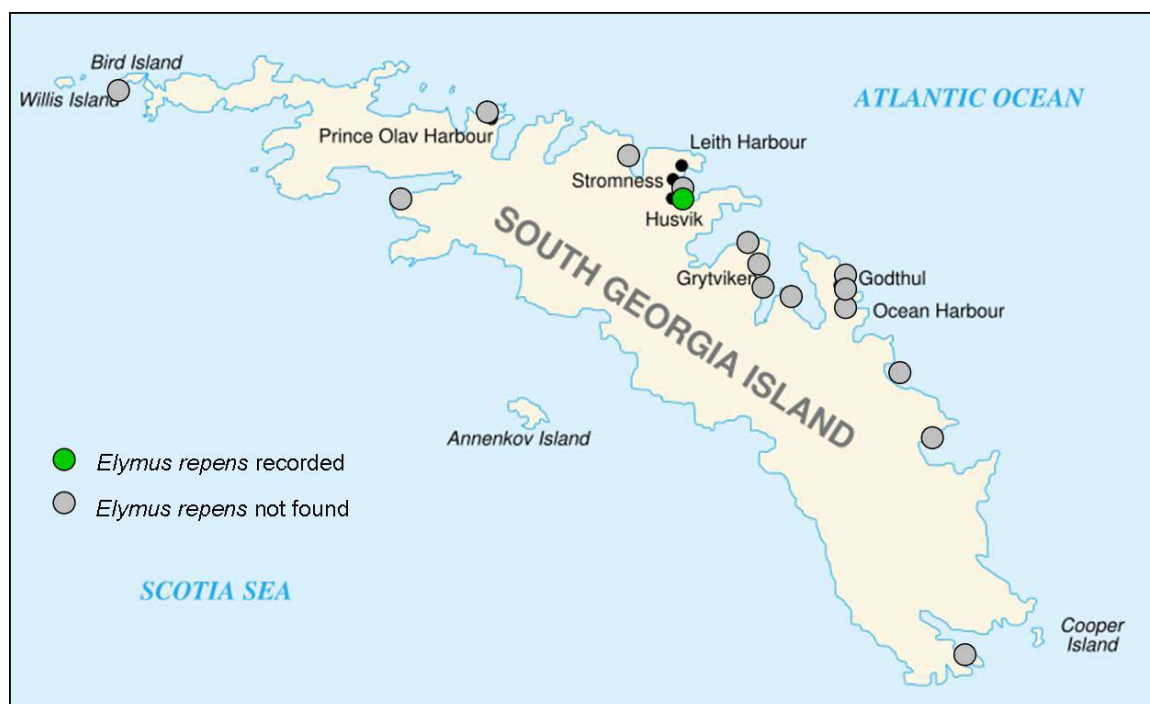 Bird Island
Willis Island
ATLANTIC OCEAN
Prince Olav Harbour
Leith Harbour
Stromness
Husvik
SOUTH GEORGIA ISLAND
Grytviken
Godthul
Ocean Harbour
Annenkov Island
Elymus repens recorded
Elymus repens not found
SCOTIA SEA
Cooper
Island